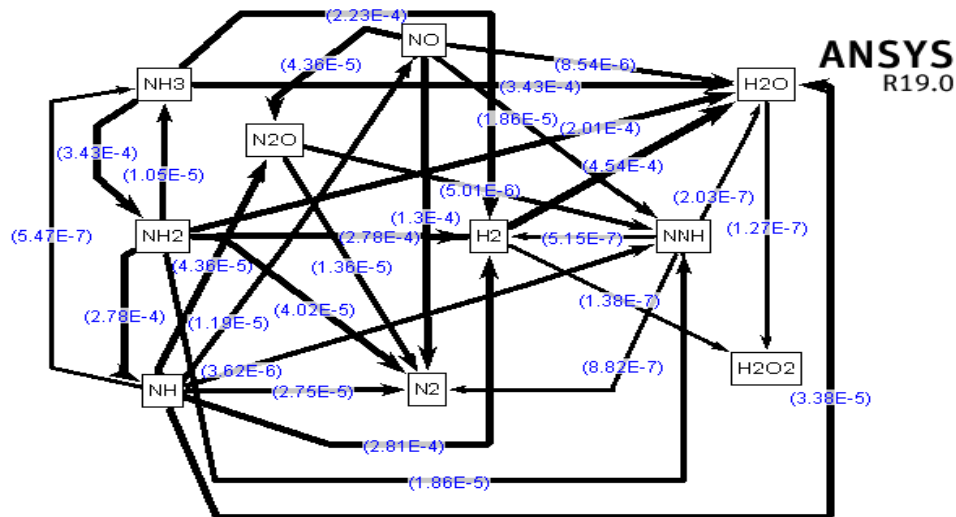 (2.23E-4)
NO
ANSYS
R19.0
(4.36E-5)
(8.54E-6)
NH3
(3.43E-4)
H2O
(1.86E-5)
(2.01E-4)
N2O
(3.43E-4)
(4.54E-4)
(1.05E-5)
(5.01E-6)
(2.03E-7)
(1.3E-4)
(1.27E-7)
NH2
(5.47E-7)
(2.78E-4)
H2
(5.15E-7)
NNH
(4.36E-5)
(1.36E-5)
(1.38E-7)
(4.02E-5)
(2.78E-4)
(1.19E-5)
(3.62E-6)
(8.82E-7)
H2O2
NH
(2.75E-5)
N2
(3.38E-5)
(2.81E-4)
(1.86E-5)